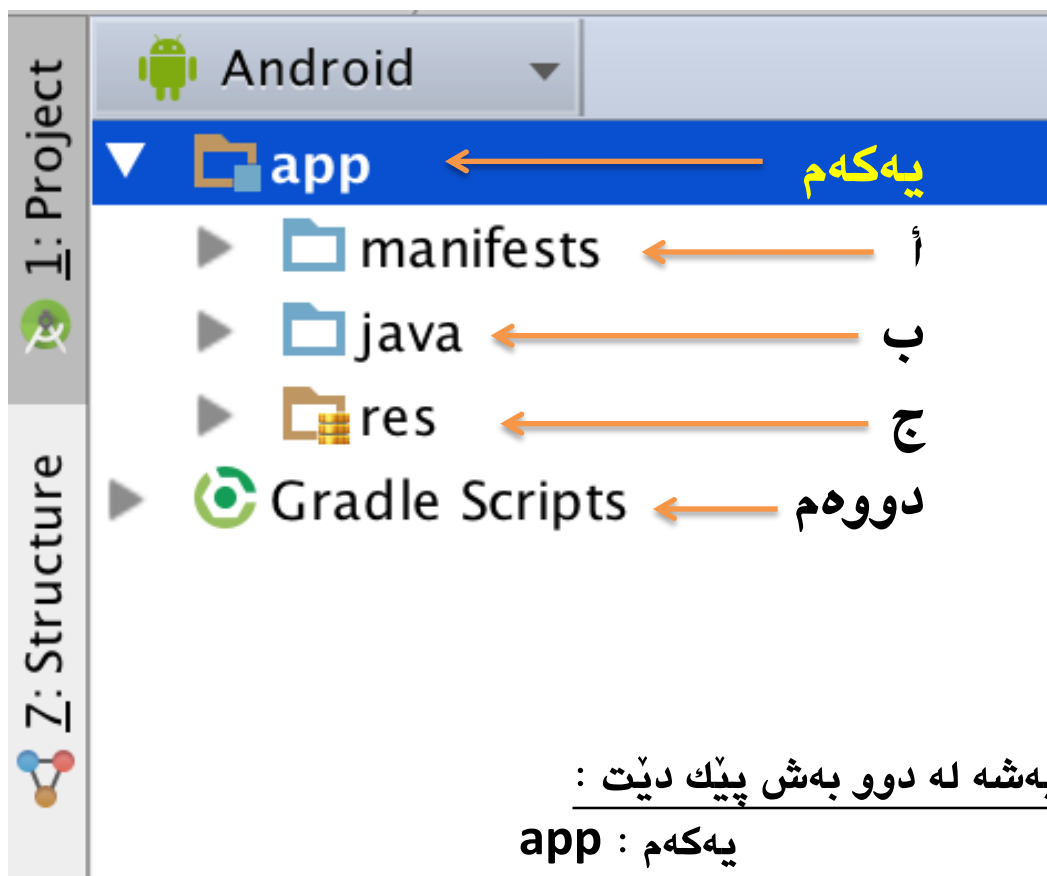 1: Project
7: Structure
Android
app یەکەم
manifests أ
java ب
res ج
Gradle Scripts دووەم
بەشە لە دوو بەش پێك دێت :
یەکەم : app